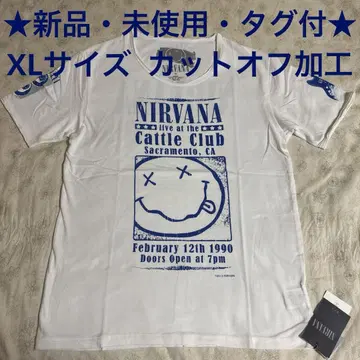 ★新品・未使用・タグ付★
XLサイズ カットオフ加工
NIRVANA
live at the
Cattle Club
Sacramento, CA
February 12th 1990
Doors Open at 7pm